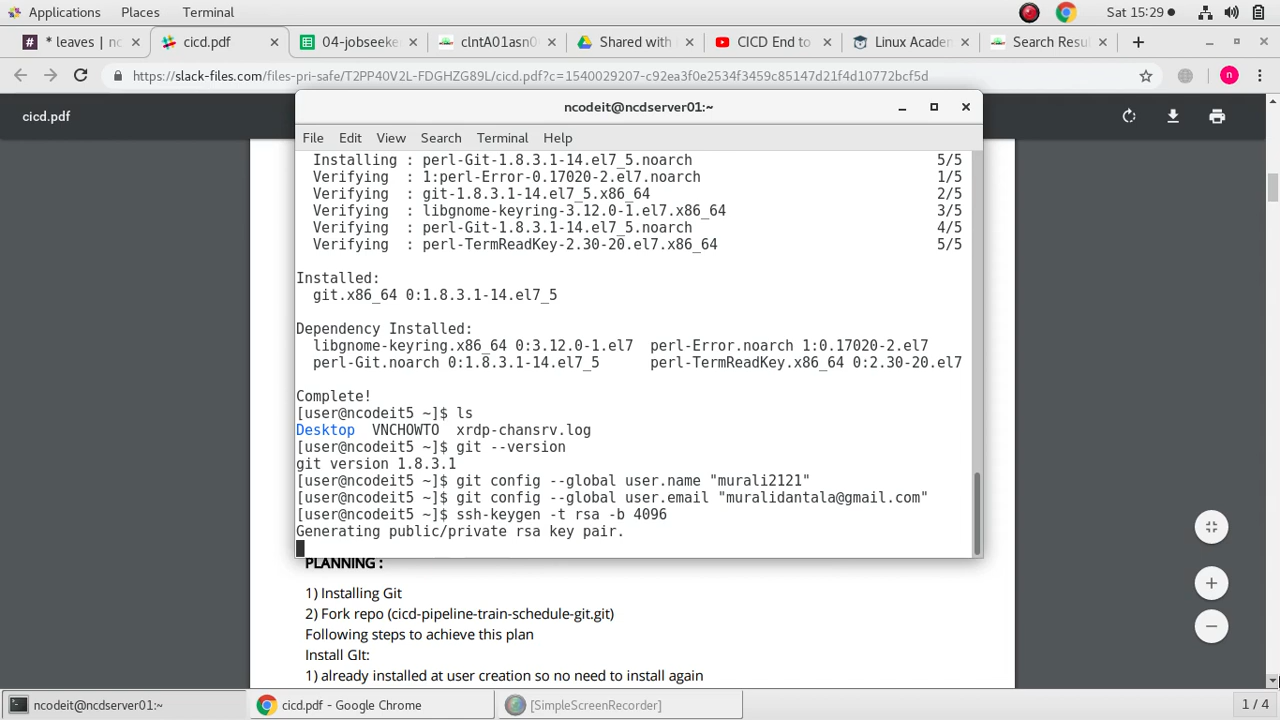 Applications Places Terminal Sat 15:29
* leaves | nc cicd.pdf 04-jobseeke clntA01asn0 Shared with CICD End to Linux Academ Search Resul
https://slack-files.com/files-pri-safe/T2PP40V2L-FDGHZG89L/cicd.pdf?c=1540029207-c92ea3f0e2534f3459c85147d21f4d10772bcf5d n
cicd.pdf
ncodeit@ncdserver01:~
File Edit View Search Terminal Help
Installing : perl-Git-1.8.3.1-14.el7_5.noarch 5/5
Verifying : 1:perl-Error-0.17020-2.el7.noarch 1/5
Verifying : git-1.8.3.1-14.el7_5.x86_64 2/5
Verifying : libgnome-keyring-3.12.0-1.el7.x86_64 3/5
Verifying : perl-Git-1.8.3.1-14.el7_5.noarch 4/5
Verifying : perl-TermReadKey-2.30-20.el7.x86_64 5/5
Installed:
git.x86_64 0:1.8.3.1-14.el7_5
Dependency Installed:
libgnome-keyring.x86_64 0:3.12.0-1.el7 perl-Error.noarch 1:0.17020-2.el7
perl-Git.noarch 0:1.8.3.1-14.el7_5 perl-TermReadKey.x86_64 0:2.30-20.el7
Complete!
[user@ncodeit5 ~]$ ls
Desktop VNCHOWTO xrdp-chansrv.log
[user@ncodeit5 ~]$ git --version
git version 1.8.3.1
[user@ncodeit5 ~]$ git config --global user.name "murali2121"
[user@ncodeit5 ~]$ git config --global user.email "muralidantala@gmail.com"
[user@ncodeit5 ~]$ ssh-keygen -t rsa -b 4096
Generating public/private rsa key pair.
PLANNING :
1) Installing Git
2) Fork repo (cicd-pipeline-train-schedule-git.git)
Following steps to achieve this plan
Install GIt:
1) already installed at user creation so no need to install again
ncodeit@ncdserver01:~ cicd.pdf - Google Chrome [SimpleScreenRecorder] 1 / 4